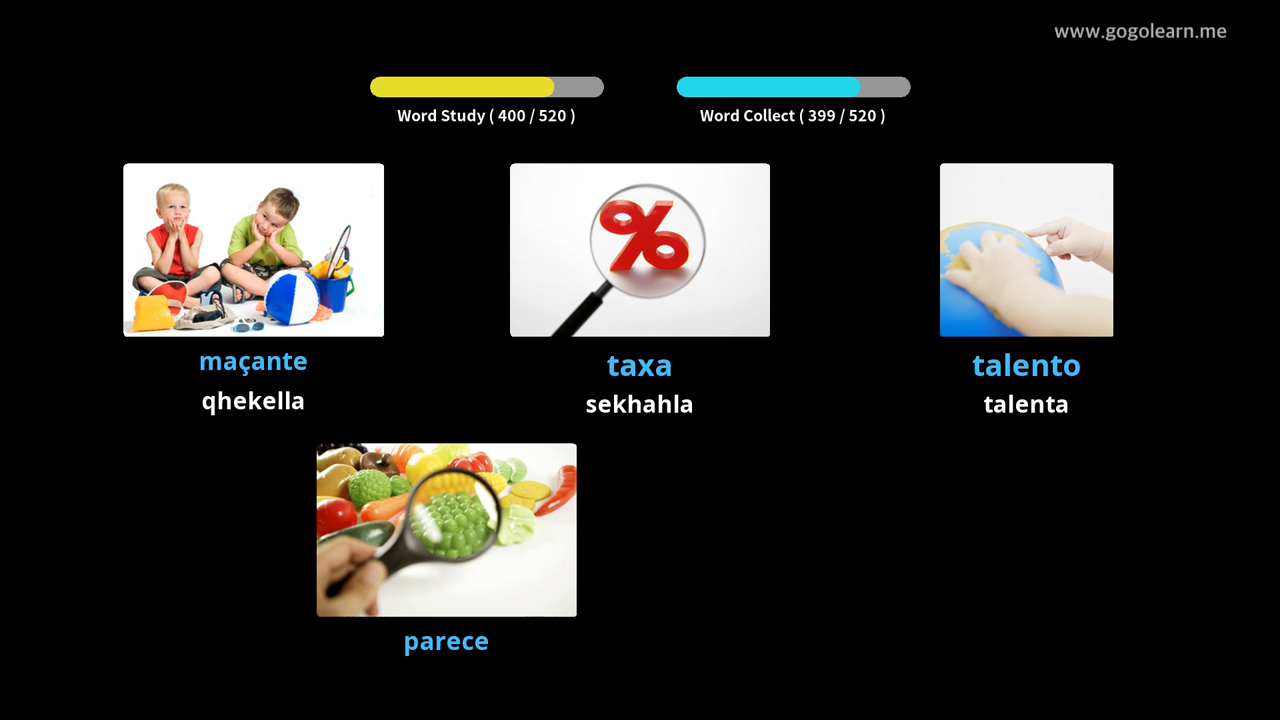 www.gogolearn.me
Word Study ( 400 / 520 )
Word Collect ( 399 / 520 )
maçante
qhekella
taxa
sekhahla
talento
talenta
parece